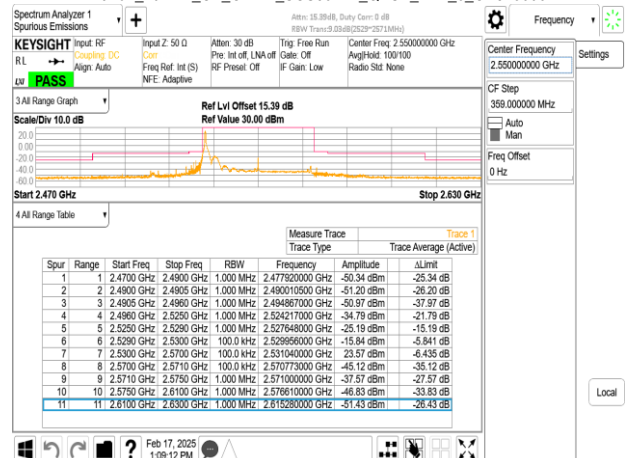 Spectrum Analyzer 1
Spurious Emissions
Attn: 15.39dB, Duty Corr: 0 dB
RBW Trans:9.03dB(2529~2571MHz)
Frequency
KEYSIGHT
RL
PASS
Input: RF
Coupling: DC
Align: Auto
Input Z: 50 Ω
Corr
Freq Ref: Int (S)
NFE: Adaptive
Atten: 30 dB
Pre: Int off, LNA off
RF Preset: Off
Trig: Free Run
Gate: Off
IF Gain: Low
Center Freq: 2.550000000 GHz
Avg|Hold: 100/100
Radio Std: None
Center Frequency
2.550000000 GHz
Settings
CF Step
359.000000 MHz
Auto
Man
Freq Offset
0 Hz
3 All Range Graph
Scale/Div 10.0 dB
Ref Lvl Offset 15.39 dB
Ref Value 30.00 dBm
20.0
0.00
-20.0
-40.0
-60.0
Start 2.470 GHz
Stop 2.630 GHz
4 All Range Table
Measure Trace Trace 1
Trace Type Trace Average (Active)
Spur Range Start Freq Stop Freq RBW Frequency Amplitude ΔLimit
1 1 2.4700 GHz 2.4900 GHz 1.000 MHz 2.477920000 GHz -50.34 dBm -25.34 dB
2 2 2.4900 GHz 2.4905 GHz 1.000 MHz 2.490010500 GHz -51.20 dBm -26.20 dB
3 3 2.4905 GHz 2.4960 GHz 1.000 MHz 2.494867000 GHz -50.97 dBm -37.97 dB
4 4 2.4960 GHz 2.5250 GHz 1.000 MHz 2.524217000 GHz -34.79 dBm -21.79 dB
5 5 2.5250 GHz 2.5290 GHz 1.000 MHz 2.527648000 GHz -25.19 dBm -15.19 dB
6 6 2.5290 GHz 2.5300 GHz 100.0 kHz 2.529956000 GHz -15.84 dBm -5.841 dB
7 7 2.5300 GHz 2.5700 GHz 100.0 kHz 2.531040000 GHz 23.57 dBm -6.435 dB
8 8 2.5700 GHz 2.5710 GHz 100.0 kHz 2.570773000 GHz -45.12 dBm -35.12 dB
9 9 2.5710 GHz 2.5750 GHz 1.000 MHz 2.571000000 GHz -37.57 dBm -27.57 dB
10 10 2.5750 GHz 2.6100 GHz 1.000 MHz 2.576610000 GHz -46.83 dBm -33.83 dB
11 11 2.6100 GHz 2.6300 GHz 1.000 MHz 2.615280000 GHz -51.43 dBm -26.43 dB
Local
Feb 17, 2025
1:09:12 PM